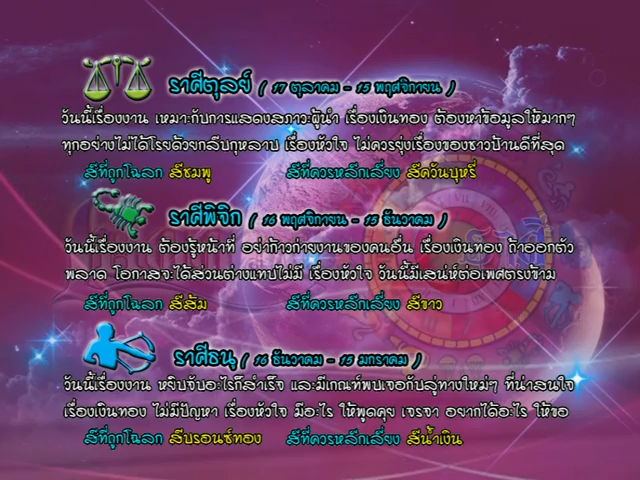 ราศีตุลย์ ( 17 ตุลาคม - 15 พฤศจิกายน )
วันนี้เรื่องงาน เหมาะกับการแสดงสภาวะผู้นำ เรื่องเงินทอง ต้องหาข้อมูลให้มากๆ
ทุกอย่างไม่ได้โรยด้วยกลีบกุหลาบ เรื่องหัวใจ ไม่ควรยุ่งเรื่องของชาวบ้านดีที่สุด
สีที่ถูกโฉลก สีชมพู สีที่ควรหลีกเลี่ยง สีควันบุหรี่
ราศีพิจิก ( 16 พฤศจิกายน - 15 ธันวาคม )
วันนี้เรื่องงาน ต้องรู้หน้าที่ อย่าก้าวก่ายงานของคนอื่น เรื่องเงินทอง ถ้าออกตัว
พลาด โอกาสจะได้ส่วนต่างแทบไม่มี เรื่องหัวใจ วันนี้มีเสน่ห์ต่อเพศตรงข้าม
สีที่ถูกโฉลก สีส้ม สีที่ควรหลีกเลี่ยง สีขาว
ราศีธนู ( 16 ธันวาคม - 15 มกราคม )
วันนี้เรื่องงาน หยิบจับอะไรก็สำเร็จ และมีเกณฑ์พบเจอกับลู่ทางใหม่ๆ ที่น่าสนใจ
เรื่องเงินทอง ไม่มีปัญหา เรื่องหัวใจ มีอะไร ให้พูดคุย เจรจา อยากได้อะไร ให้ขอ
สีที่ถูกโฉลก สีบรอนซ์ทอง สีที่ควรหลีกเลี่ยง สีน้ำเงิน